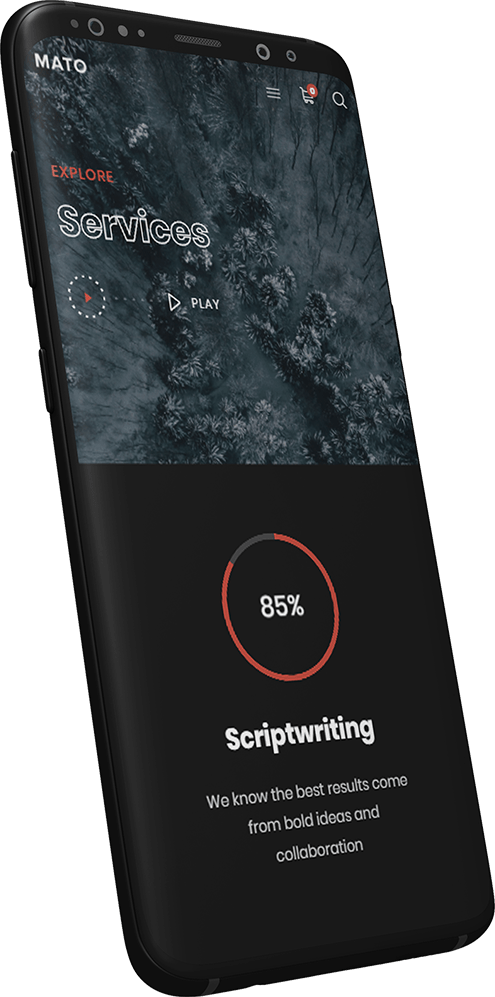 MATO
0
EXPLORE
Services
PLAY
85%
Scriptwriting
We know the best results come
from bold ideas and
collaboration